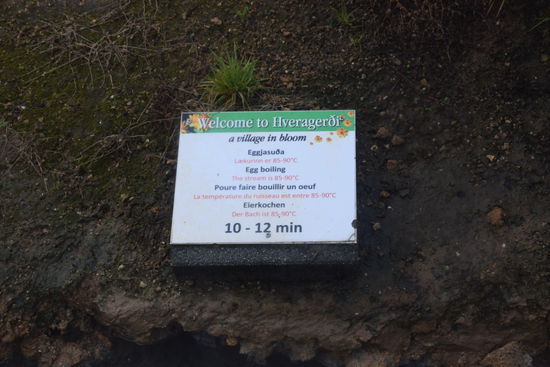 Welcome to Hveragerði
a village in bloom
Eggjasuða
Lækurinn er 85-90°C
Egg boiling
The stream is 85-90°C
Poure faire bouillir un oeuf
La température du ruisseau est entre 85-90°C
Eierkochen
Der Bach ist 85-90°C
10 - 12 min